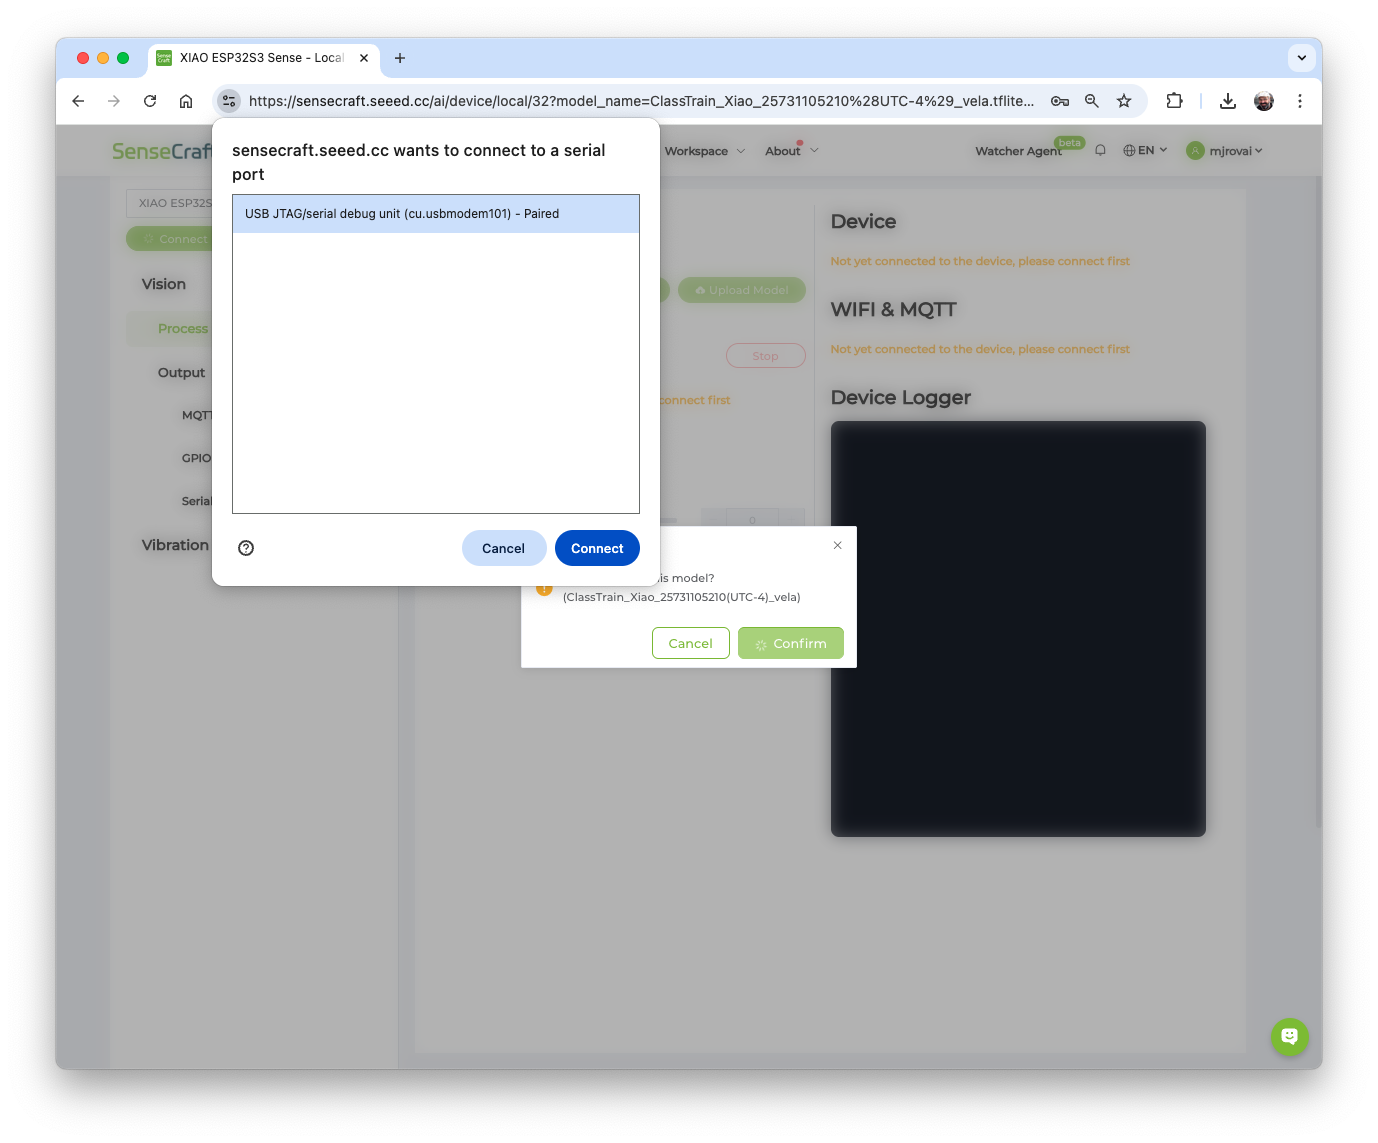 XIAO ESP32S3 Sense - Local
https://sensecraft.seeed.cc/ai/device/local/32?model_name=ClassTrain_Xiao_25731105210%28UTC-4%29_vela.tflite...
SenseCraft
Workspace
About
Watcher Agent
beta
EN
mjrovai
sensecraft.seeed.cc wants to connect to a serial
port
USB JTAG/serial debug unit (cu.usbmodem101) - Paired
Cancel
Connect
XIAO ESP32S
Connect
Vision
Process
Output
MQTT
GPIO
Serial
Vibration
Upload Model
Stop
connect first
0
Device
Not yet connected to the device, please connect first
WIFI & MQTT
Not yet connected to the device, please connect first
Device Logger
is model?
(ClassTrain_Xiao_25731105210(UTC-4)_vela)
Cancel
Confirm